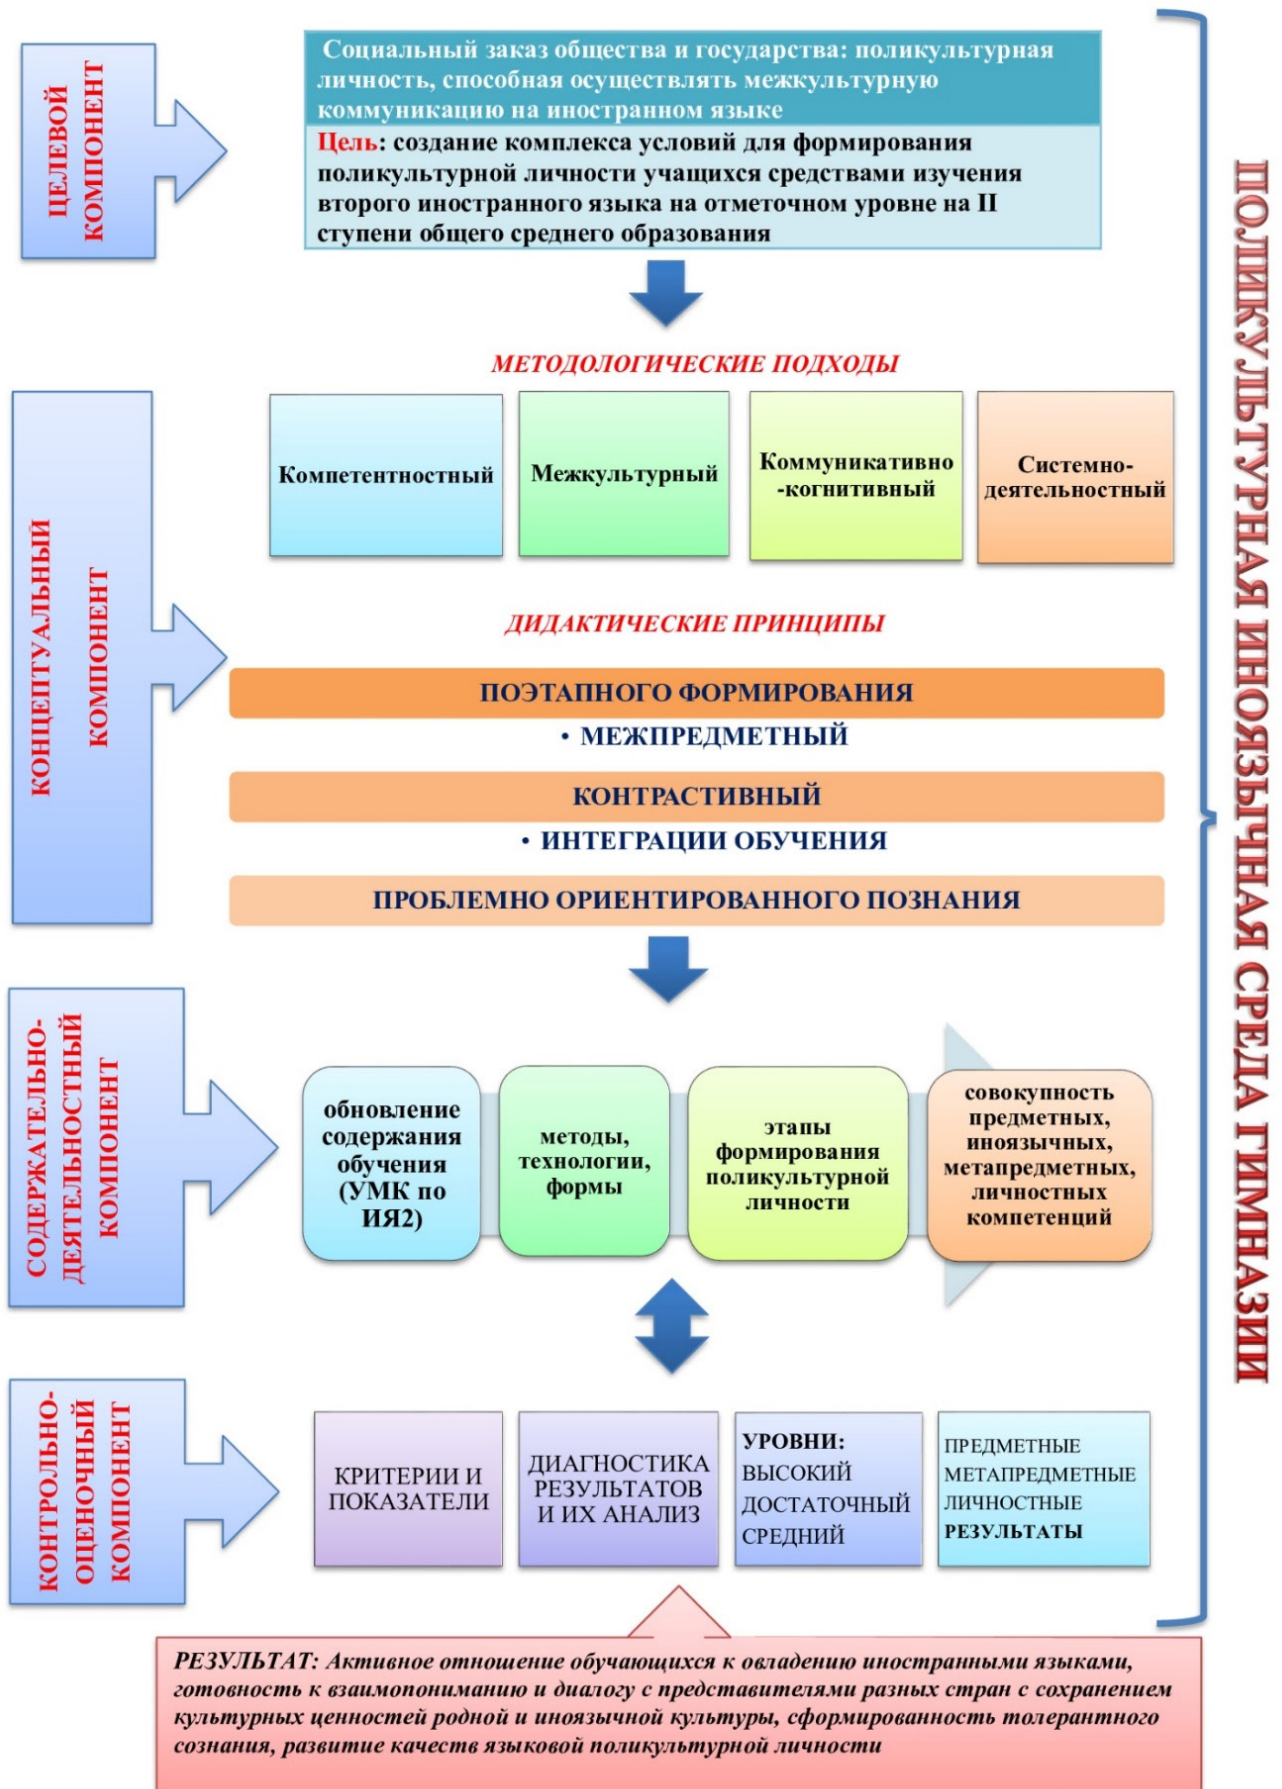 ЦЕЛЕВОЙ
КОМПОНЕНТ
Социальный заказ общества и государства: поликультурная
личность, способная осуществлять межкультурную
коммуникацию на иностранном языке
Цель: создание комплекса условий для формирования
поликультурной личности учащихся средствами изучения
второго иностранного языка на отметочном уровне на II
ступени общего среднего образования
КОНЦЕПТУАЛЬНЫЙ
КОМПОНЕНТ
МЕТОДОЛОГИЧЕСКИЕ ПОДХОДЫ
Компетентностный
Межкультурный
Коммуникативно
-когнитивный
Системно-
деятельностный
ДИДАКТИЧЕСКИЕ ПРИНЦИПЫ
ПОЭТАПНОГО ФОРМИРОВАНИЯ
• МЕЖПРЕДМЕТНЫЙ
КОНТРАСТИВНЫЙ
• ИНТЕГРАЦИИ ОБУЧЕНИЯ
ПРОБЛЕМНО ОРИЕНТИРОВАННОГО ПОЗНАНИЯ
СОДЕРЖАТЕЛЬНО-
ДЕЯТЕЛЬНОСТНЫЙ
КОМПОНЕНТ
обновление
содержания
обучения
(УМК по
ИЯ2)
методы,
технологии,
формы
этапы
формирования
поликультурной
личности
совокупность
предметных,
иноязычных,
метапредметных,
личностных
компетенций
КОНТРОЛЬНО-
ОЦЕНОЧНЫЙ
КОМПОНЕНТ
КРИТЕРИИ И
ПОКАЗАТЕЛИ
ДИАГНОСТИКА
РЕЗУЛЬТАТОВ
И ИХ АНАЛИЗ
УРОВНИ:
ВЫСОКИЙ
ДОСТАТОЧНЫЙ
СРЕДНИЙ
ПРЕДМЕТНЫЕ
МЕТАПРЕДМЕТНЫЕ
ЛИЧНОСТНЫЕ
РЕЗУЛЬТАТЫ
РЕЗУЛЬТАТ: Активное отношение обучающихся к овладению иностранными языками,
готовность к взаимопониманию и диалогу с представителями разных стран с сохранением
культурных ценностей родной и иноязычной культуры, сформированность толерантного
сознания, развитие качеств языковой поликультурной личности
ПОЛИКУЛЬТУРНАЯ ИНОЯЗЫЧНАЯ СРЕДА ГИМНАЗИИ